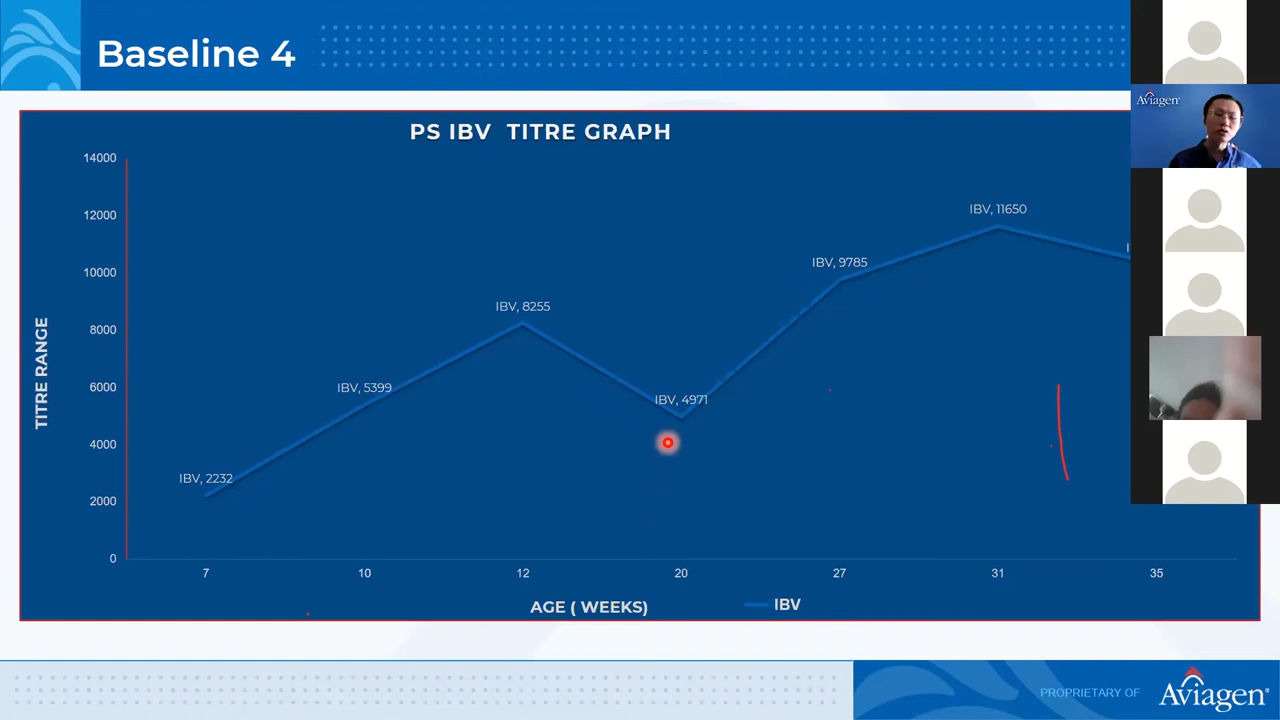 Baseline 4
Aviagen
PS IBV TITRE GRAPH
14000
12000
10000
8000
6000
4000
2000
0
TITRE RANGE
IBV, 2232
IBV, 5399
IBV, 8255
IBV, 4971
IBV, 9785
IBV, 11650
7
10
12
20
27
31
35
AGE ( WEEKS)
IBV
PROPRIETARY OF
Aviagen®